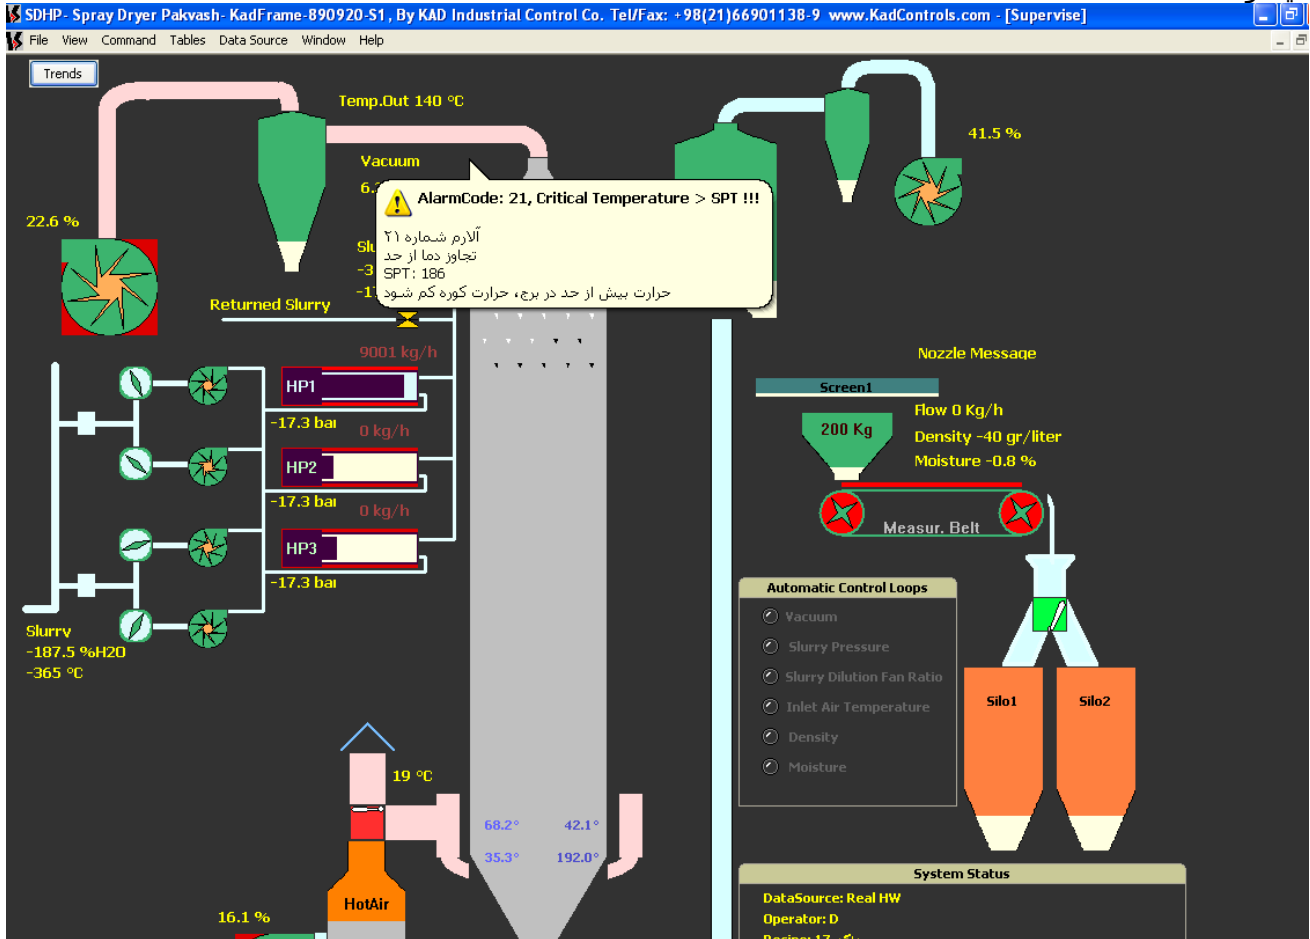 SDHP- Spray Dryer Pakvash- KadFrame-890920-S1 , By KAD Industrial Control Co. Tel/Fax: +98(21)66901138-9 www.KadControls.com - [Supervise]
File View Command Tables Data Source Window Help
Trends
Temp.Out 140 °C
41.5 %
Vacuum
AlarmCode: 21, Critical Temperature > SPT !!!
آلارم شماره ۲۱
تجاوز دما از حد
SPT: 186
حرارت بیش از حد در برج، حرارت کوره کم شود
22.6 %
Returned Slurry
9001 kg/h
HP1
-17.3 bar
0 kg/h
HP2
-17.3 bar
0 kg/h
HP3
-17.3 bar
Slurry
-187.5 %H2O
-365 °C
Nozzle Message
Screen1
200 Kg
Flow 0 Kg/h
Density -40 gr/liter
Moisture -0.8 %
Measur. Belt
Automatic Control Loops
Vacuum
Slurry Pressure
Slurry Dilution Fan Ratio
Inlet Air Temperature
Density
Moisture
Silo1
Silo2
19 °C
68.2° 42.1°
35.3° 192.0°
HotAir
16.1 %
System Status
DataSource: Real HW
Operator: D